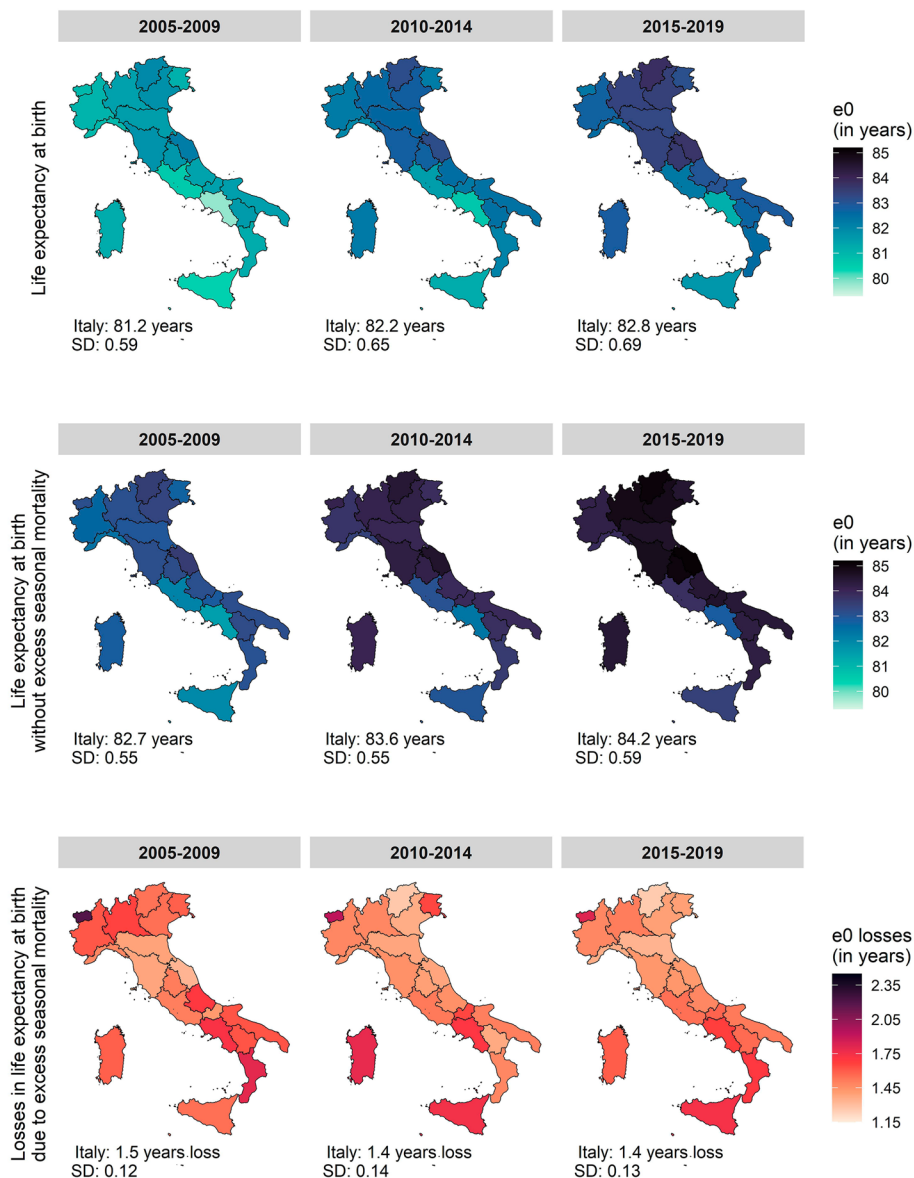 2005-2009
2010-2014
2015-2019
Life expectancy at birth
e0
(in years)
85
84
83
82
81
80
Italy: 81.2 years
SD: 0.59
Italy: 82.2 years
SD: 0.65
Italy: 82.8 years
SD: 0.69
2005-2009
2010-2014
2015-2019
Life expectancy at birth
without excess seasonal mortality
e0
(in years)
85
84
83
82
81
80
Italy: 82.7 years
SD: 0.55
Italy: 83.6 years
SD: 0.55
Italy: 84.2 years
SD: 0.59
2005-2009
2010-2014
2015-2019
Losses in life expectancy at birth
due to excess seasonal mortality
e0 losses
(in years)
2.35
2.05
1.75
1.45
1.15
Italy: 1.5 years loss
SD: 0.12
Italy: 1.4 years loss
SD: 0.14
Italy: 1.4 years loss
SD: 0.13